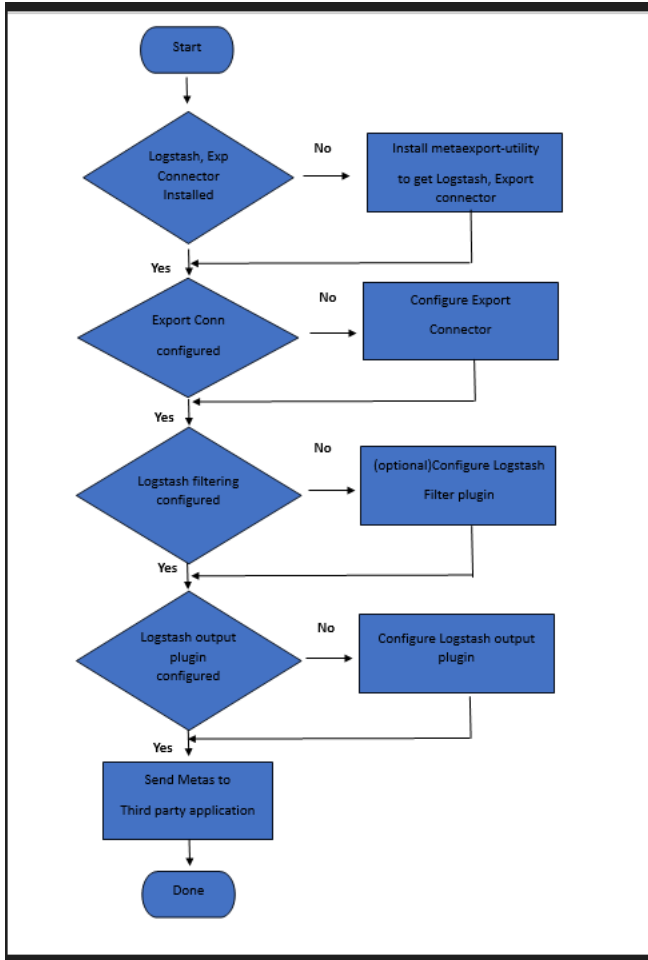 Start
Logstash, Exp
Connector
Installed
No
Install metaexport-utility
to get Logstash, Export
connector
Yes
Export Conn
configured
No
Configure Export
Connector
Yes
Logstash filtering
configured
No
(optional)Configure Logstash
Filter plugin
Yes
Logstash output
plugin
configured
No
Configure Logstash output
plugin
Yes
Send Metas to
Third party application
Done